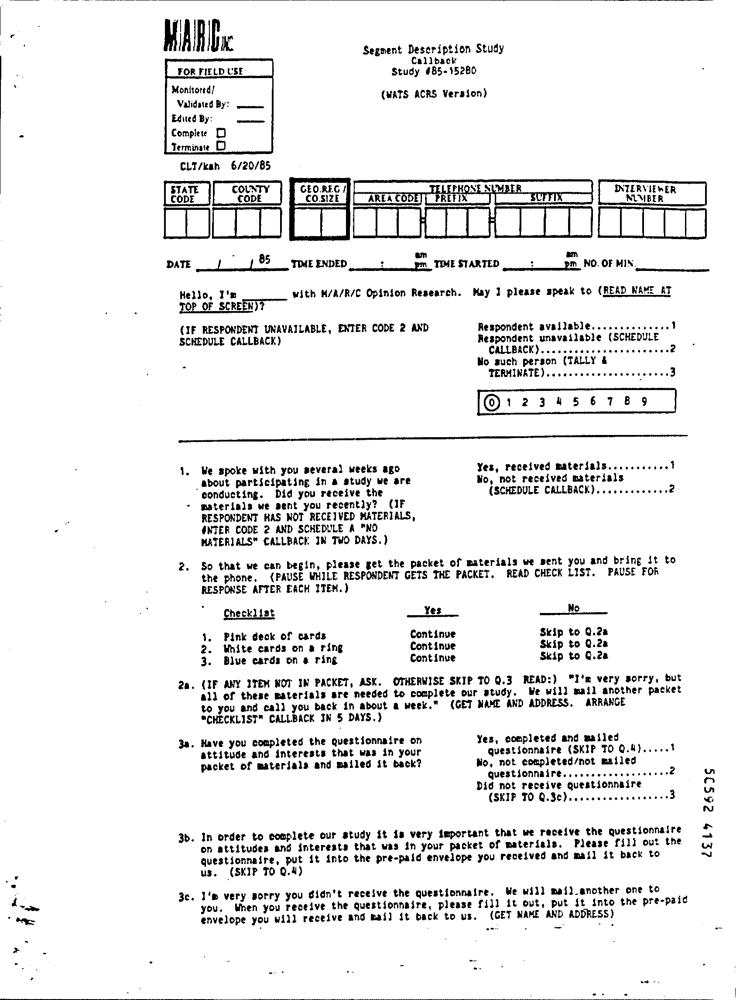 M/A/R/C INC.
Segment Description Study
Callback
Study #85-15280
(WATS ACRS Version)
FOR FIELD USE
Monitored/
Validated By: ____
Edited By: ____
Complete □
Terminate □
CLT/kah 6/20/85
STATE CODE
COUNTY CODE
GEO.REG / CO.SIZE
TELEPHONE NUMBER
AREA CODE PREFIX SUFFIX
INTERVIEWER NUMBER
DATE ___/___/85 TIME ENDED ____:____ am pm TIME STARTED ____:____ am pm NO. OF MIN. ____
Hello, I'm ______ with M/A/R/C Opinion Research. May I please speak to (READ NAME AT
TOP OF SCREEN)?
(IF RESPONDENT UNAVAILABLE, ENTER CODE 2 AND
SCHEDULE CALLBACK)
Respondent available..............1
Respondent unavailable (SCHEDULE
CALLBACK).......................2
No such person (TALLY &
TERMINATE)......................3
0 1 2 3 4 5 6 7 8 9
1. We spoke with you several weeks ago
about participating in a study we are
conducting. Did you receive the
materials we sent you recently? (IF
RESPONDENT HAS NOT RECEIVED MATERIALS,
#NTER CODE 2 AND SCHEDULE A "NO
MATERIALS" CALLBACK IN TWO DAYS.)
Yes, received materials...........1
No, not received materials
(SCHEDULE CALLBACK).............2
2. So that we can begin, please get the packet of materials we sent you and bring it to
the phone. (PAUSE WHILE RESPONDENT GETS THE PACKET. READ CHECK LIST. PAUSE FOR
RESPONSE AFTER EACH ITEM.)
Checklist Yes No
1. Pink deck of cards Continue Skip to Q.2a
2. White cards on a ring Continue Skip to Q.2a
3. Blue cards on a ring Continue Skip to Q.2a
2a. (IF ANY ITEM NOT IN PACKET, ASK. OTHERWISE SKIP TO Q.3 READ:) "I'm very sorry, but
all of these materials are needed to complete our study. We will mail another packet
to you and call you back in about a week." (GET NAME AND ADDRESS. ARRANGE
"CHECKLIST" CALLBACK IN 5 DAYS.)
3a. Have you completed the questionnaire on
attitude and interests that was in your
packet of materials and mailed it back?
Yes, completed and mailed
questionnaire (SKIP TO Q.4).....1
No, not completed/not mailed
questionnaire...................2
Did not receive questionnaire
(SKIP TO Q.3c)..................3
3b. In order to complete our study it is very important that we receive the questionnaire
on attitudes and interests that was in your packet of materials. Please fill out the
questionnaire, put it into the pre-paid envelope you received and mail it back to
us. (SKIP TO Q.4)
3c. I'm very sorry you didn't receive the questionnaire. We will mail another one to
you. When you receive the questionnaire, please fill it out, put it into the pre-paid
envelope you will receive and mail it back to us. (GET NAME AND ADDRESS)
50592 4137